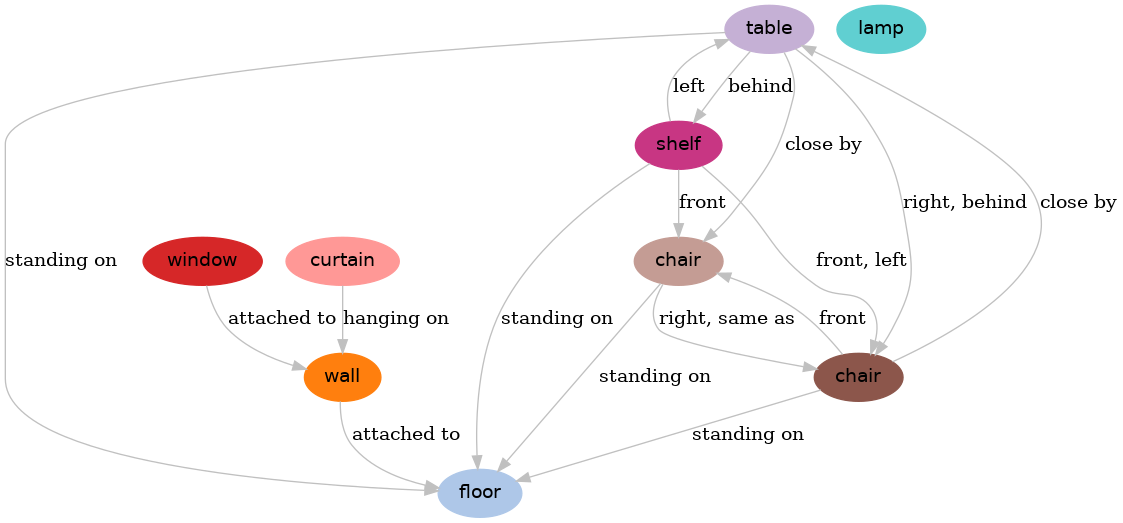 table
lamp
left
behind
shelf
close by
standing on
front
right, behind
close by
window
curtain
chair
front, left
attached to
hanging on
standing on
right, same as
front
wall
standing on
chair
attached to
standing on
floor